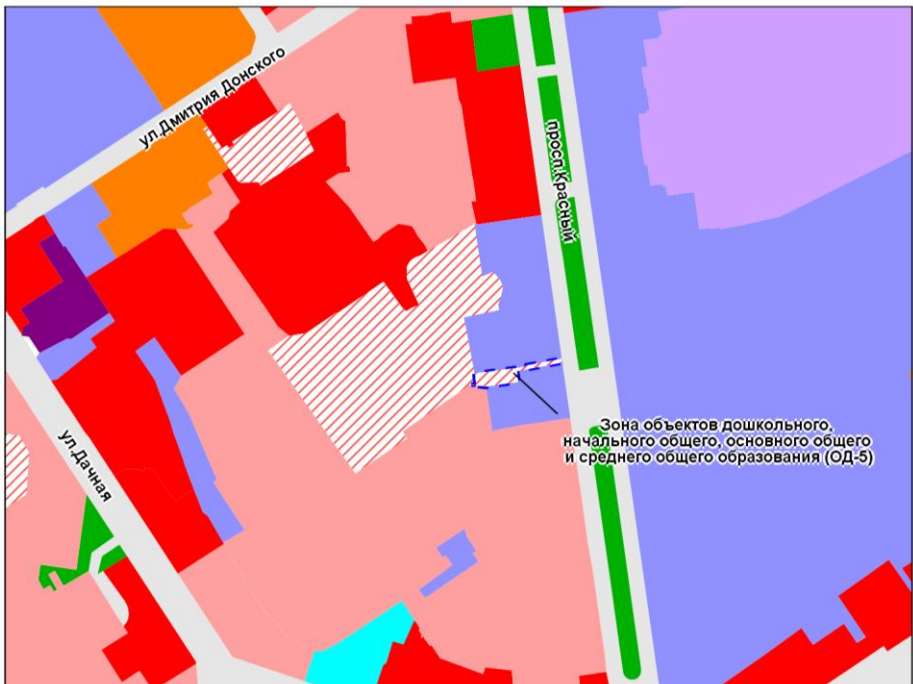 ул.Дмитрия Донского
просп.Красный
ул.Дачная
Зона объектов дошкольного,
начального общего, основного общего
и среднего общего образования (ОД-5)